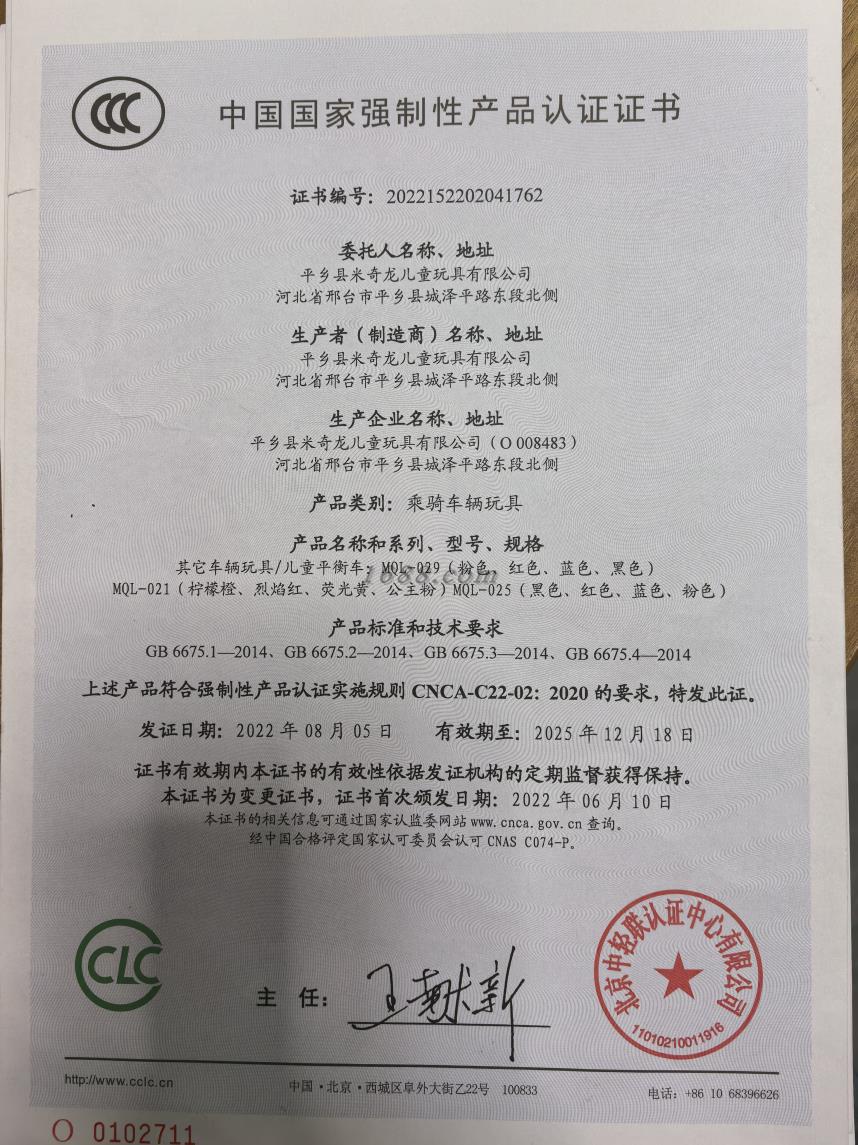 CCC
中国国家强制性产品认证证书
证书编号：2022152202041762
委托人名称、地址
平乡县米奇龙儿童玩具有限公司
河北省邢台市平乡县城泽平路东段北侧
生产者（制造商）名称、地址
平乡县米奇龙儿童玩具有限公司
河北省邢台市平乡县城泽平路东段北侧
生产企业名称、地址
平乡县米奇龙儿童玩具有限公司（O 008483）
河北省邢台市平乡县城泽平路东段北侧
产品类别：乘骑车辆玩具
产品名称和系列、型号、规格
其它车辆玩具/儿童平衡车：MQL-029（粉色、红色、蓝色、黑色）
1688.com
MQL-021（柠檬橙、烈焰红、荧光黄、公主粉）MQL-025（黑色、红色、蓝色、粉色）
产品标准和技术要求
GB 6675.1—2014、GB 6675.2—2014、GB 6675.3—2014、GB 6675.4—2014
上述产品符合强制性产品认证实施规则 CNCA-C22-02：2020 的要求，特发此证。
发证日期：2022 年 08 月 05 日 有效期至：2025 年 12 月 18 日
证书有效期内本证书的有效性依据发证机构的定期监督获得保持。
本证书为变更证书，证书首次颁发日期：2022 年 06 月 10 日
本证书的相关信息可通过国家认监委网站 www.cnca.gov.cn 查询。
经中国合格评定国家认可委员会认可 CNAS C074-P。
CLC
主 任：
北京中轻联认证中心有限公司
11010210011916
http://www.cclc.cn 中国·北京·西城区阜外大街乙22号 100833 电话：+86 10 68396626
O 0102711